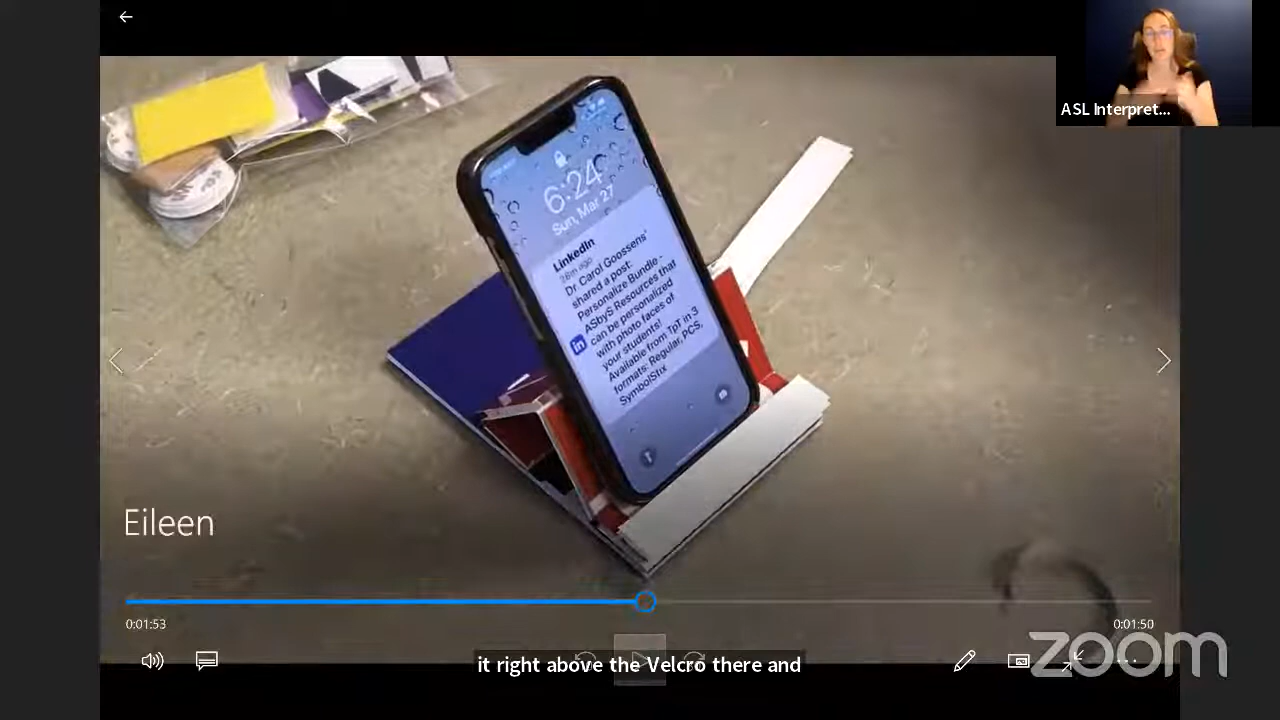 ASL Interpret...
6:24
Sun, Mar 27
LinkedIn
Dr. Carol Goossens'
shared a post:
Personalize Bundle -
ASbyS Resources that
can be personalized
with photo faces of
your students!
in
Available from TpT in 3
formats: Regular, PCS,
SymbolStix
Eileen
0:01:53
0:01:50
it right above the Velcro there and
zoom